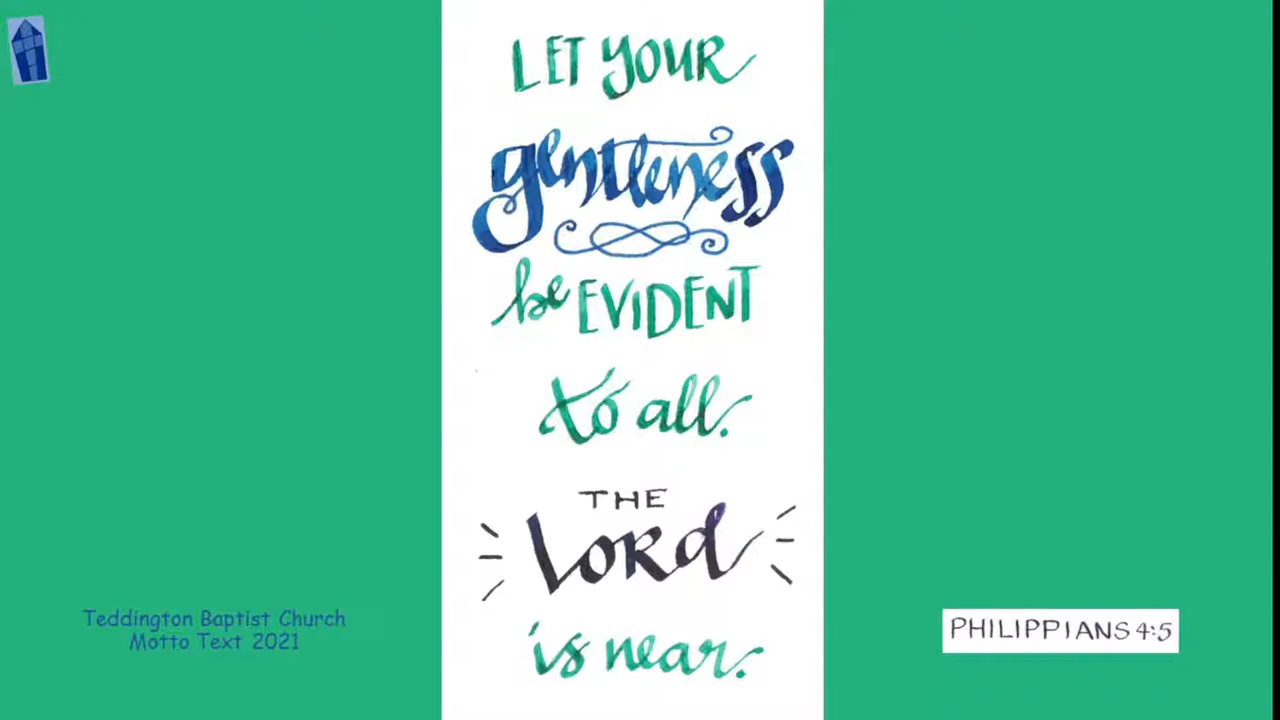 LET YOUR
gentleness
be EVIDENT
to all.
THE
LORd
is near.
Teddington Baptist Church
Motto Text 2021
PHILIPPIANS 4:5